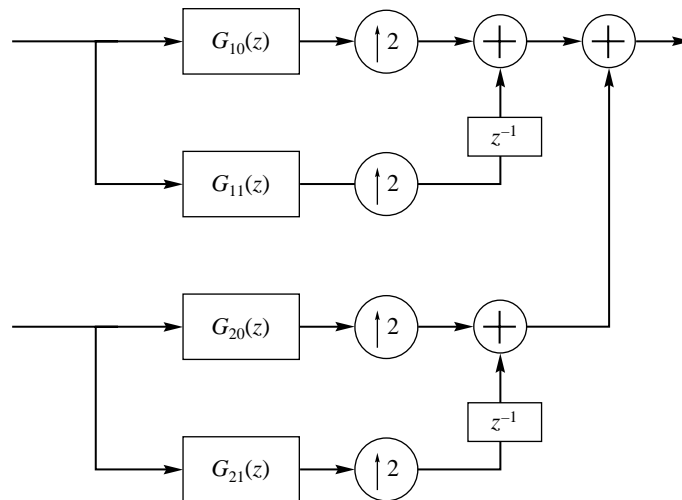 G₁₀(z) ↑2 + +
z⁻¹
G₁₁(z) ↑2
G₂₀(z) ↑2 +
z⁻¹
G₂₁(z) ↑2